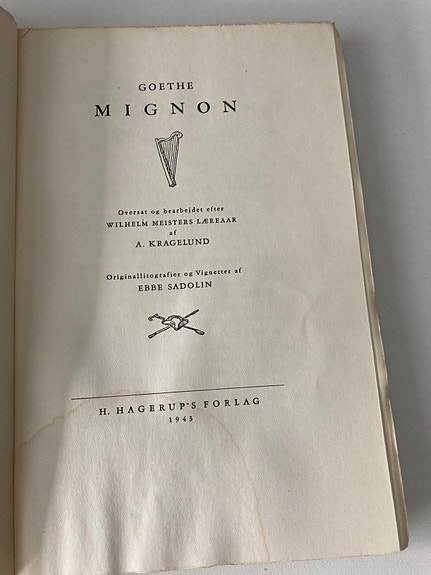 GOETHE
MIGNON
Oversat og bearbejdet efter
WILHELM MEISTERS LÆREAAR
af
A. KRAGELUND
Originallitografier og Vignetter af
EBBE SADOLIN
H. HAGERUP'S FORLAG
1943